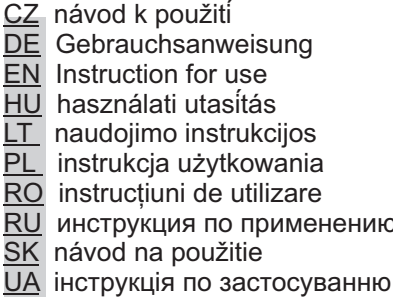 CZ návod k použití
DE Gebrauchsanweisung
EN Instruction for use
HU használati utasítás
LT naudojimo instrukcijos
PL instrukcja użytkowania
RO instrucțiuni de utilizare
RU инструкция по применению
SK návod na použitie
UA інструкція по застосуванню